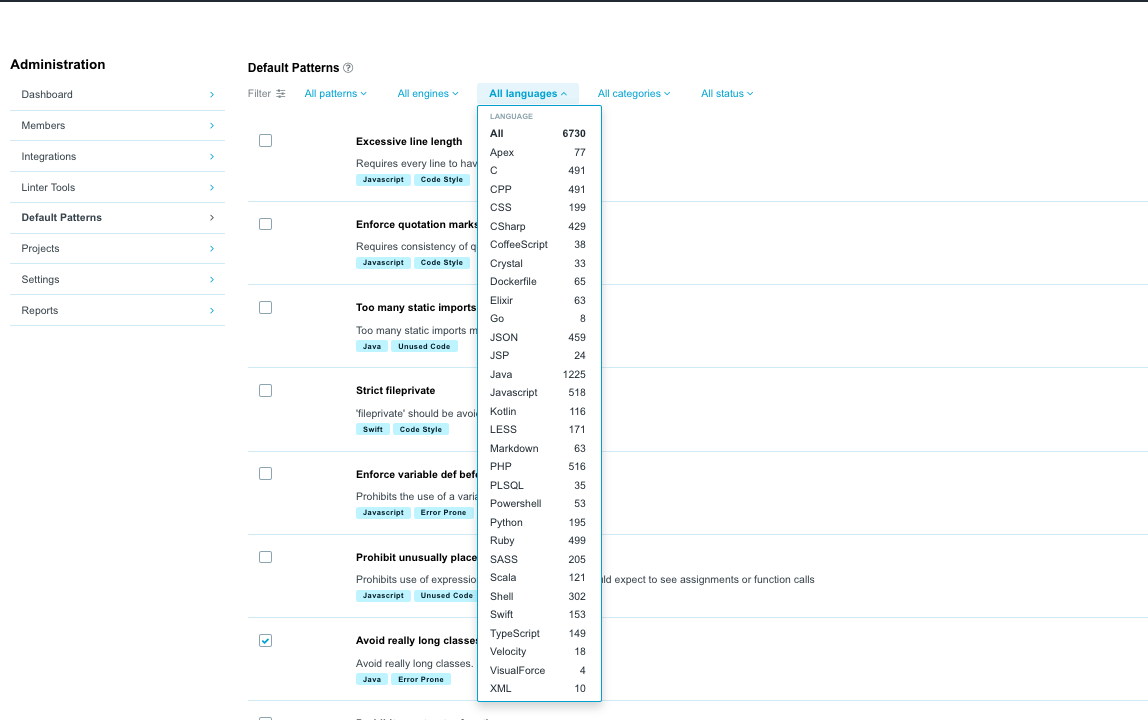 Administration
Dashboard
Members
Integrations
Linter Tools
Default Patterns
Projects
Settings
Reports
Default Patterns ?
Filter All patterns All engines All languages All categories All status
LANGUAGE
All 6730
Apex 77
C 491
CPP 491
CSS 199
CSharp 429
CoffeeScript 38
Crystal 33
Dockerfile 65
Elixir 63
Go 8
JSON 459
JSP 24
Java 1225
Javascript 518
Kotlin 116
LESS 171
Markdown 63
PHP 516
PLSQL 35
Powershell 53
Python 195
Ruby 499
SASS 205
Scala 121
Shell 302
Swift 153
TypeScript 149
Velocity 18
VisualForce 4
XML 10
Excessive line length
Requires every line to hav
Javascript Code Style
Enforce quotation marks
Requires consistency of q
Javascript Code Style
Too many static imports
Too many static imports m
Java Unused Code
Strict fileprivate
'fileprivate' should be avoi
Swift Code Style
Enforce variable def bef
Prohibits the use of a varia
Javascript Error Prone
Prohibit unusually place
Prohibits use of expressio ld expect to see assignments or function calls
Javascript Unused Code
Avoid really long classes
Avoid really long classes.
Java Error Prone